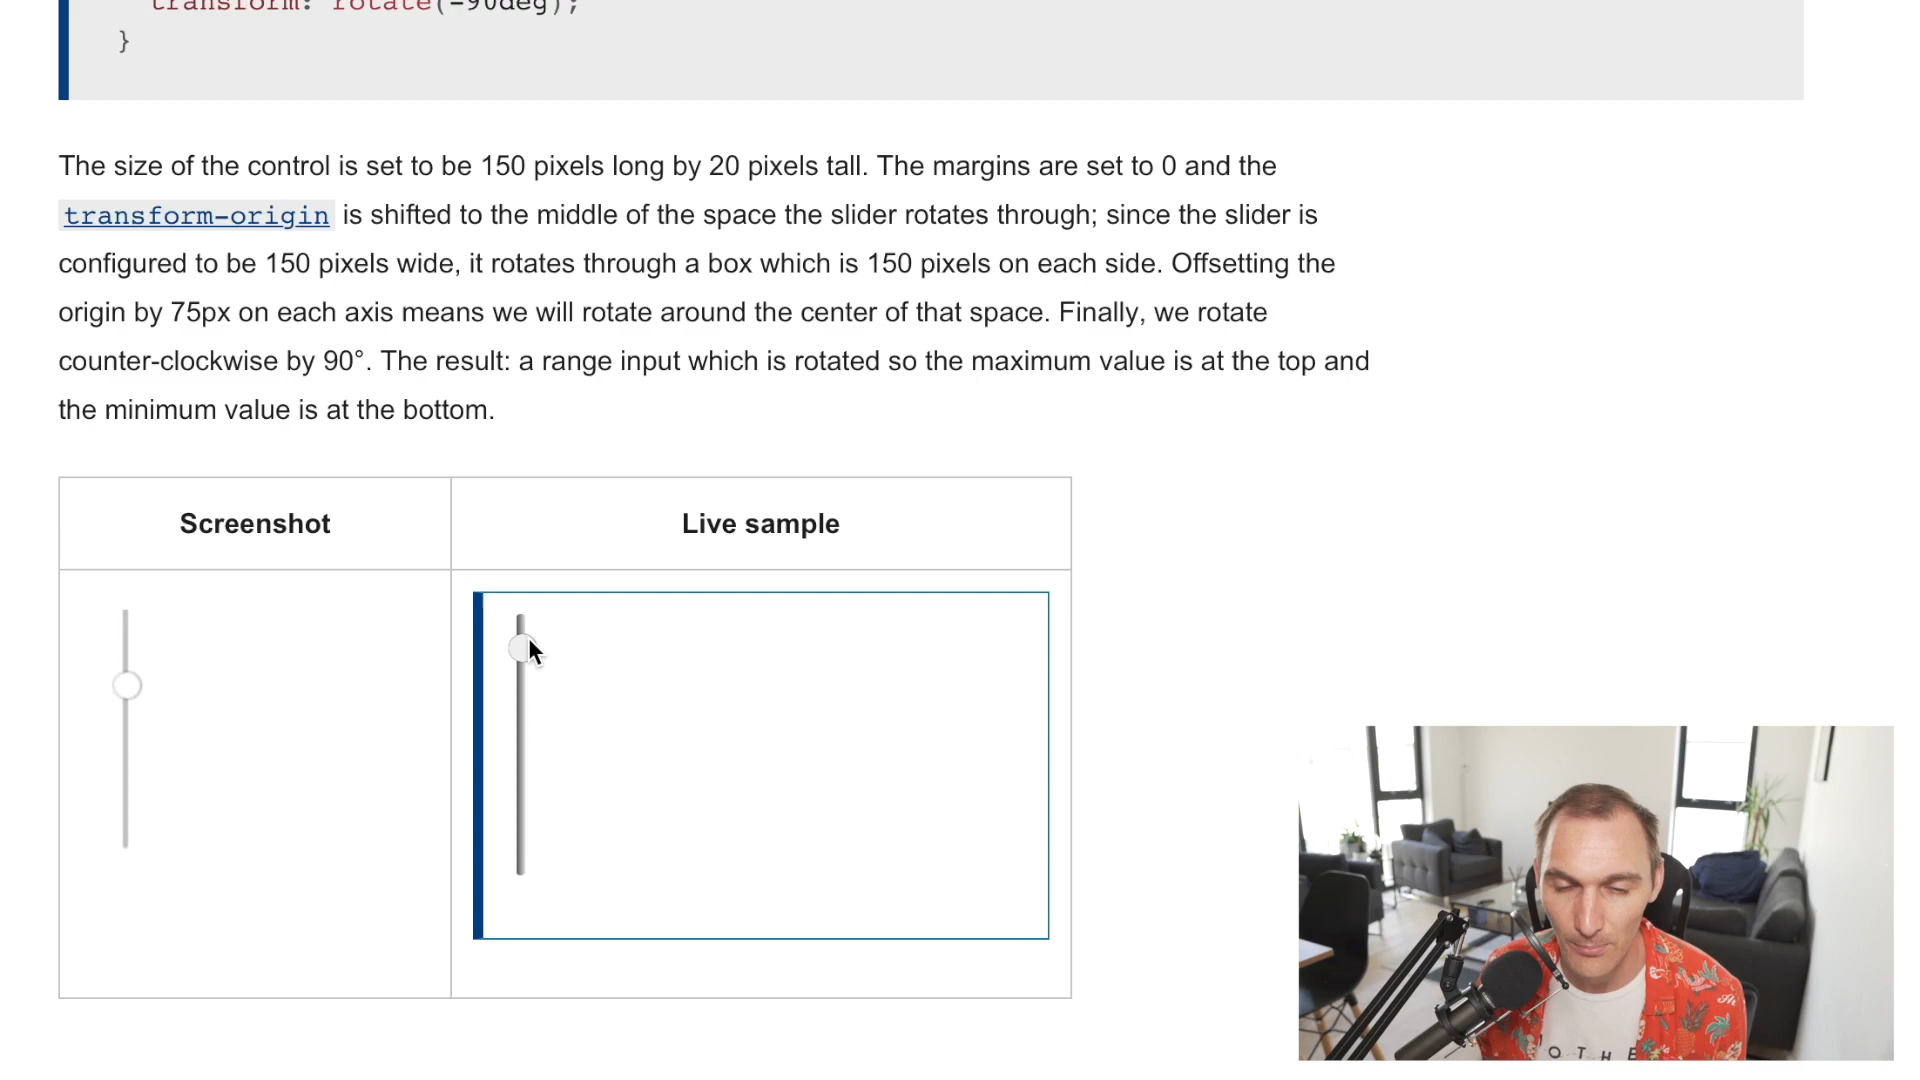 transform: rotate(-90deg);
}
The size of the control is set to be 150 pixels long by 20 pixels tall. The margins are set to 0 and the
transform-origin is shifted to the middle of the space the slider rotates through; since the slider is
configured to be 150 pixels wide, it rotates through a box which is 150 pixels on each side. Offsetting the
origin by 75px on each axis means we will rotate around the center of that space. Finally, we rotate
counter-clockwise by 90°. The result: a range input which is rotated so the maximum value is at the top and
the minimum value is at the bottom.
Screenshot
Live sample
OTHE